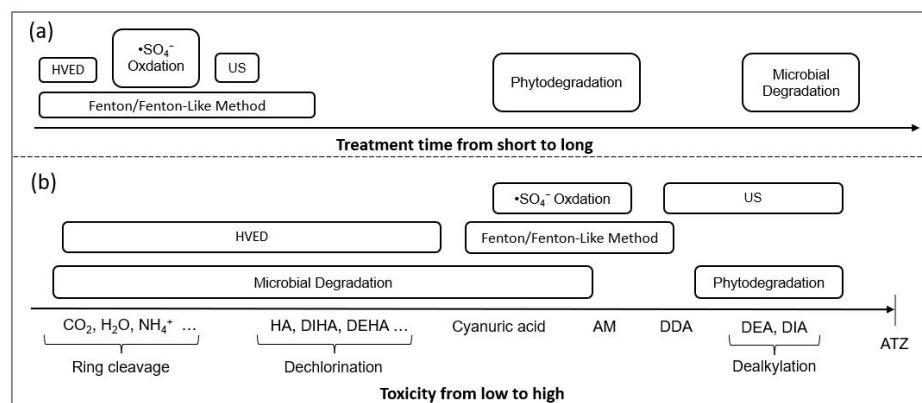 (a)
HVED
•SO₄⁻
Oxdation
US
Fenton/Fenton-Like Method
Phytodegradation
Microbial
Degradation
Treatment time from short to long
(b)
•SO₄⁻ Oxdation
US
HVED
Fenton/Fenton-Like Method
Microbial Degradation
Phytodegradation
CO₂, H₂O, NH₄⁺ ...
HA, DIHA, DEHA ...
Cyanuric acid
AM
DDA
DEA, DIA
ATZ
Ring cleavage
Dechlorination
Dealkylation
Toxicity from low to high